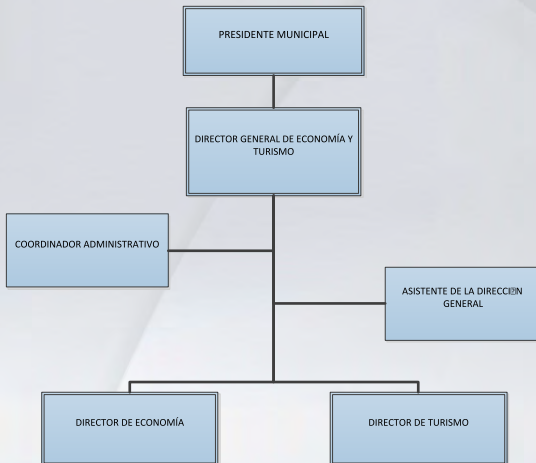 PRESIDENTE MUNICIPAL
DIRECTOR GENERAL DE ECONOMÍA Y
TURISMO
COORDINADOR ADMINISTRATIVO
ASISTENTE DE LA DIRECCI⍰N
GENERAL
DIRECTOR DE ECONOMÍA
DIRECTOR DE TURISMO